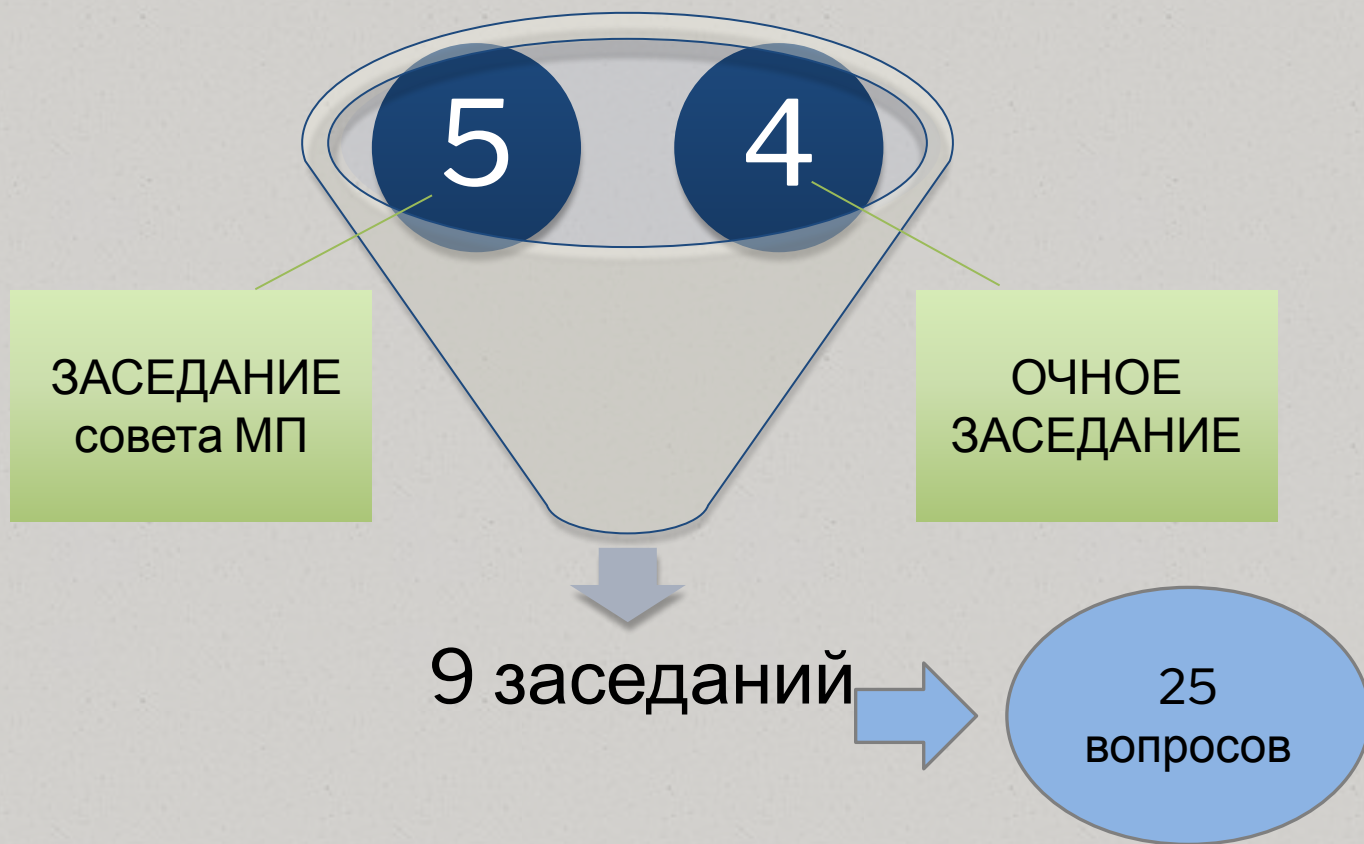 5
4
ЗАСЕДАНИЕ
совета МП
ОЧНОЕ
ЗАСЕДАНИЕ
9 заседаний
25
вопросов